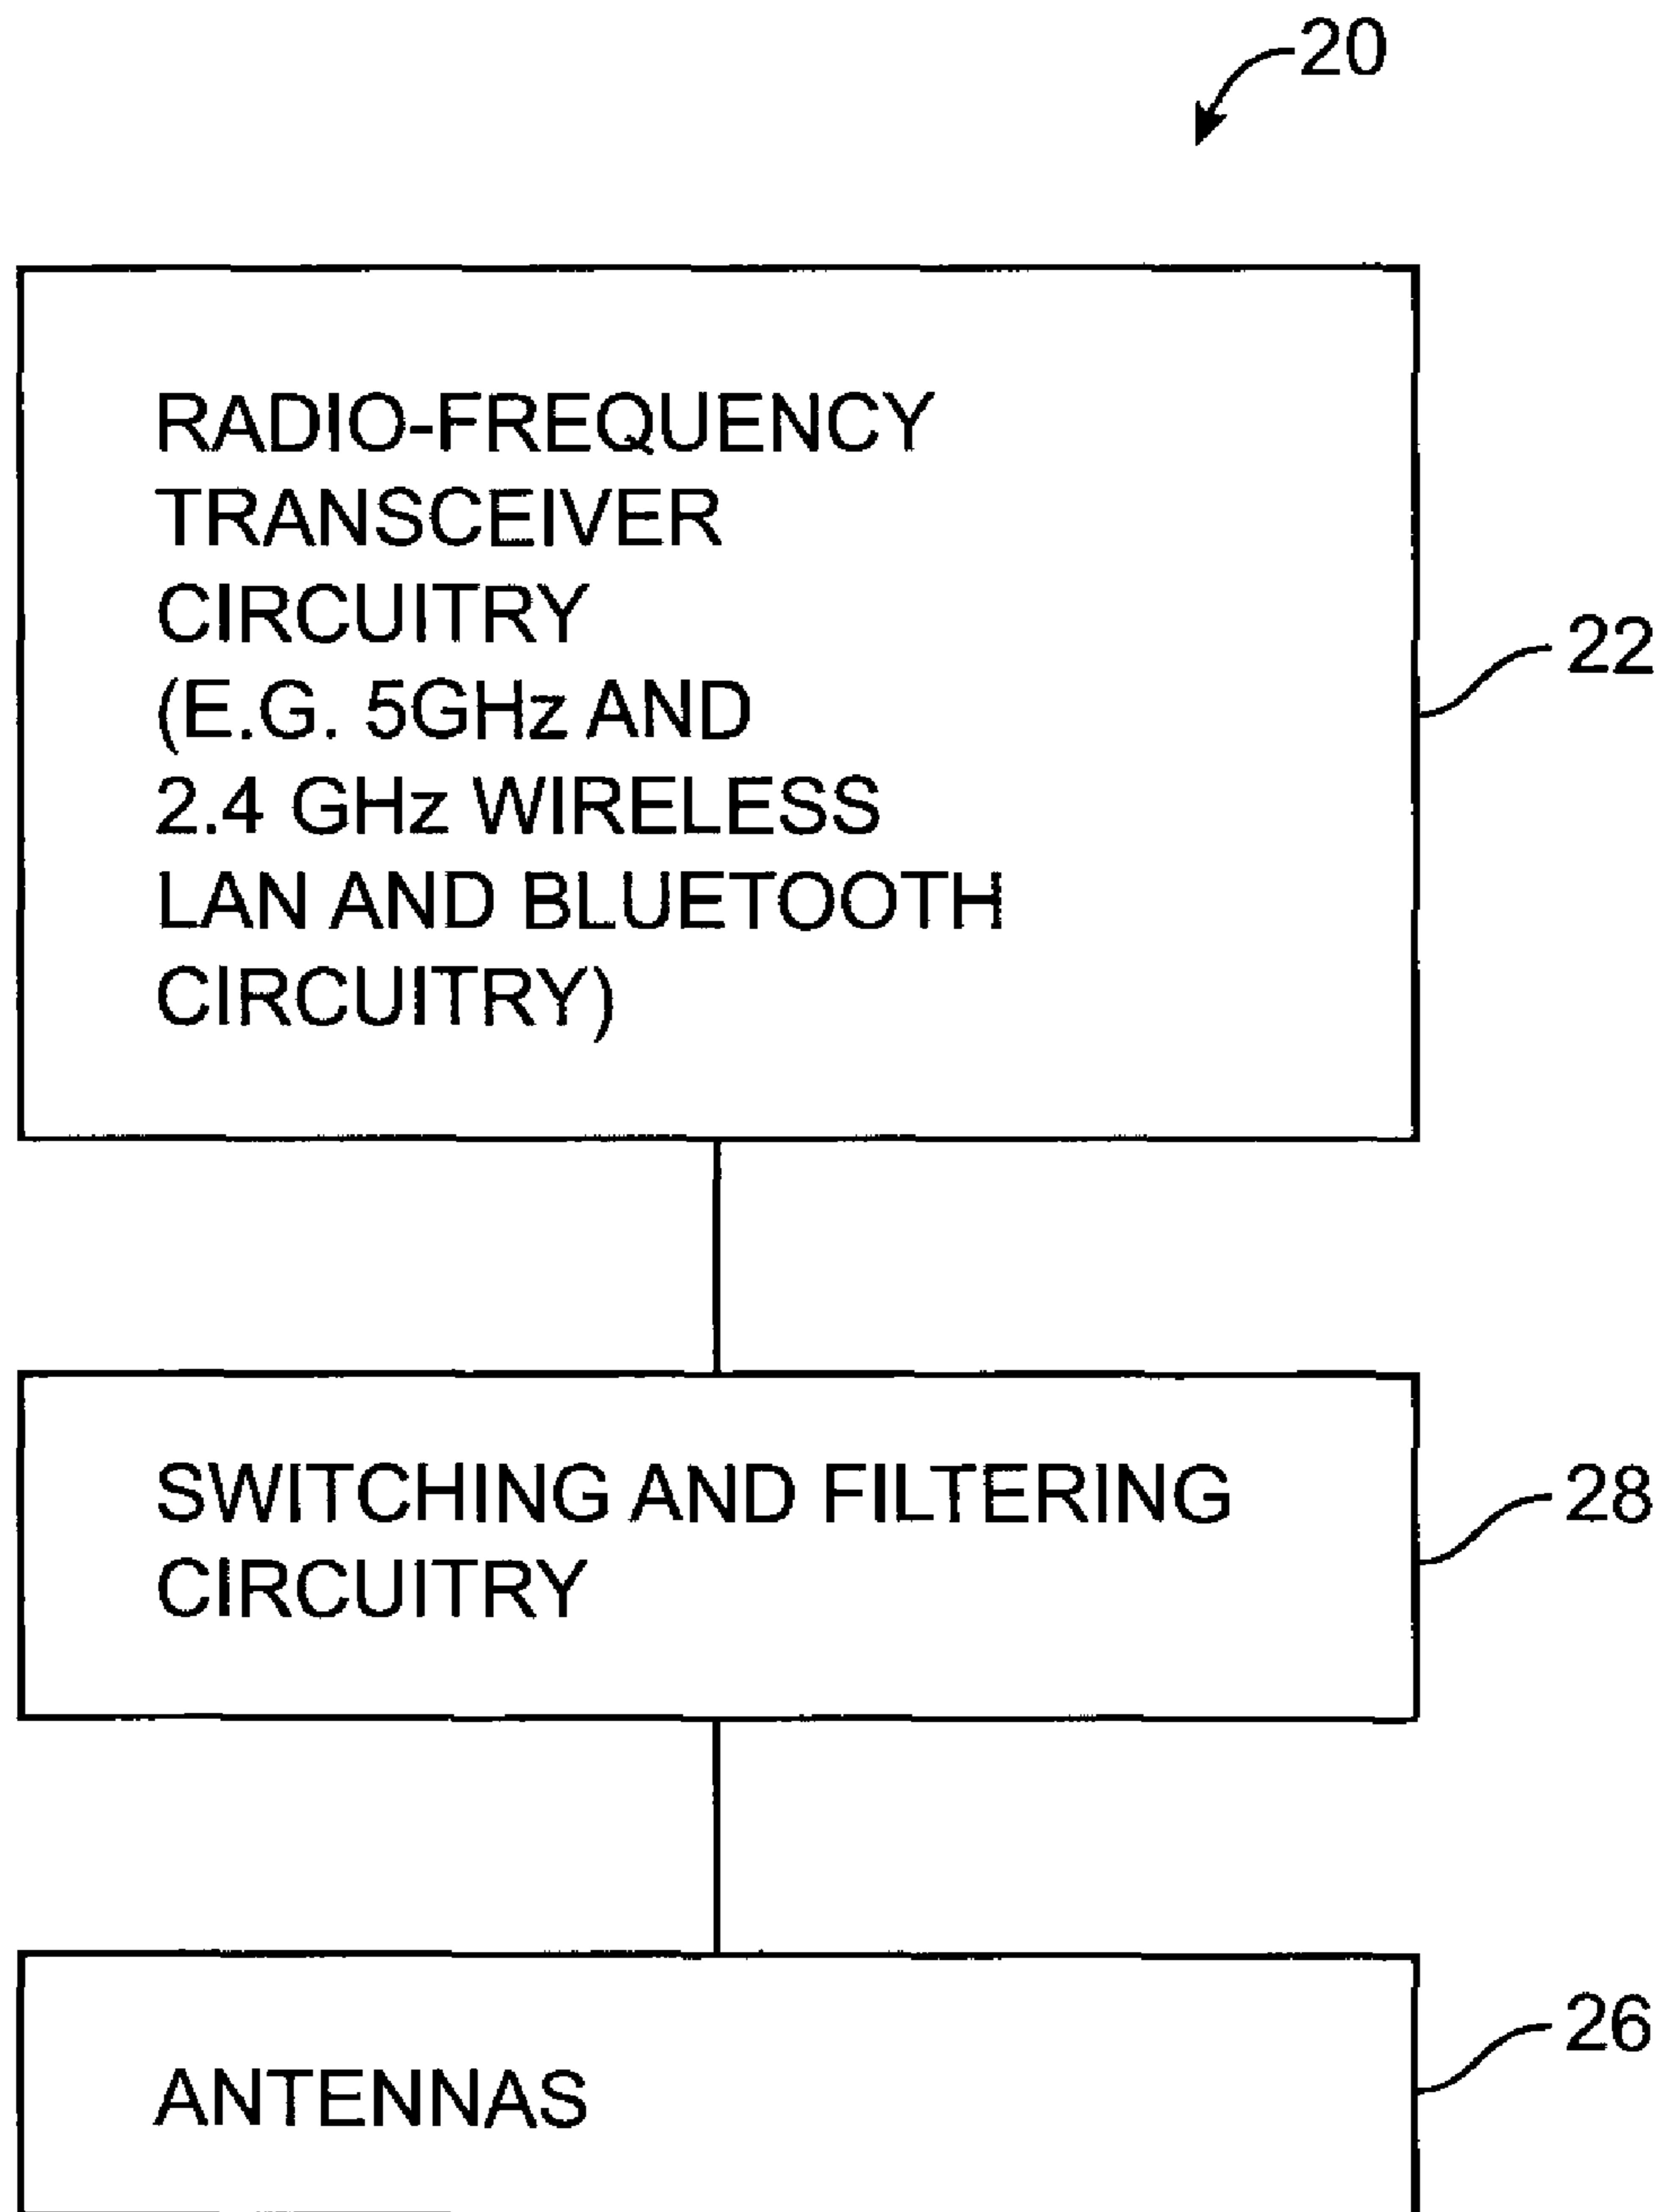 20
RADIO-FREQUENCY
TRANSCEIVER
CIRCUITRY
(E.G. 5GHz AND
2.4 GHz WIRELESS
LAN AND BLUETOOTH
CIRCUITRY)
22
SWITCHING AND FILTERING
CIRCUITRY
28
ANTENNAS
26